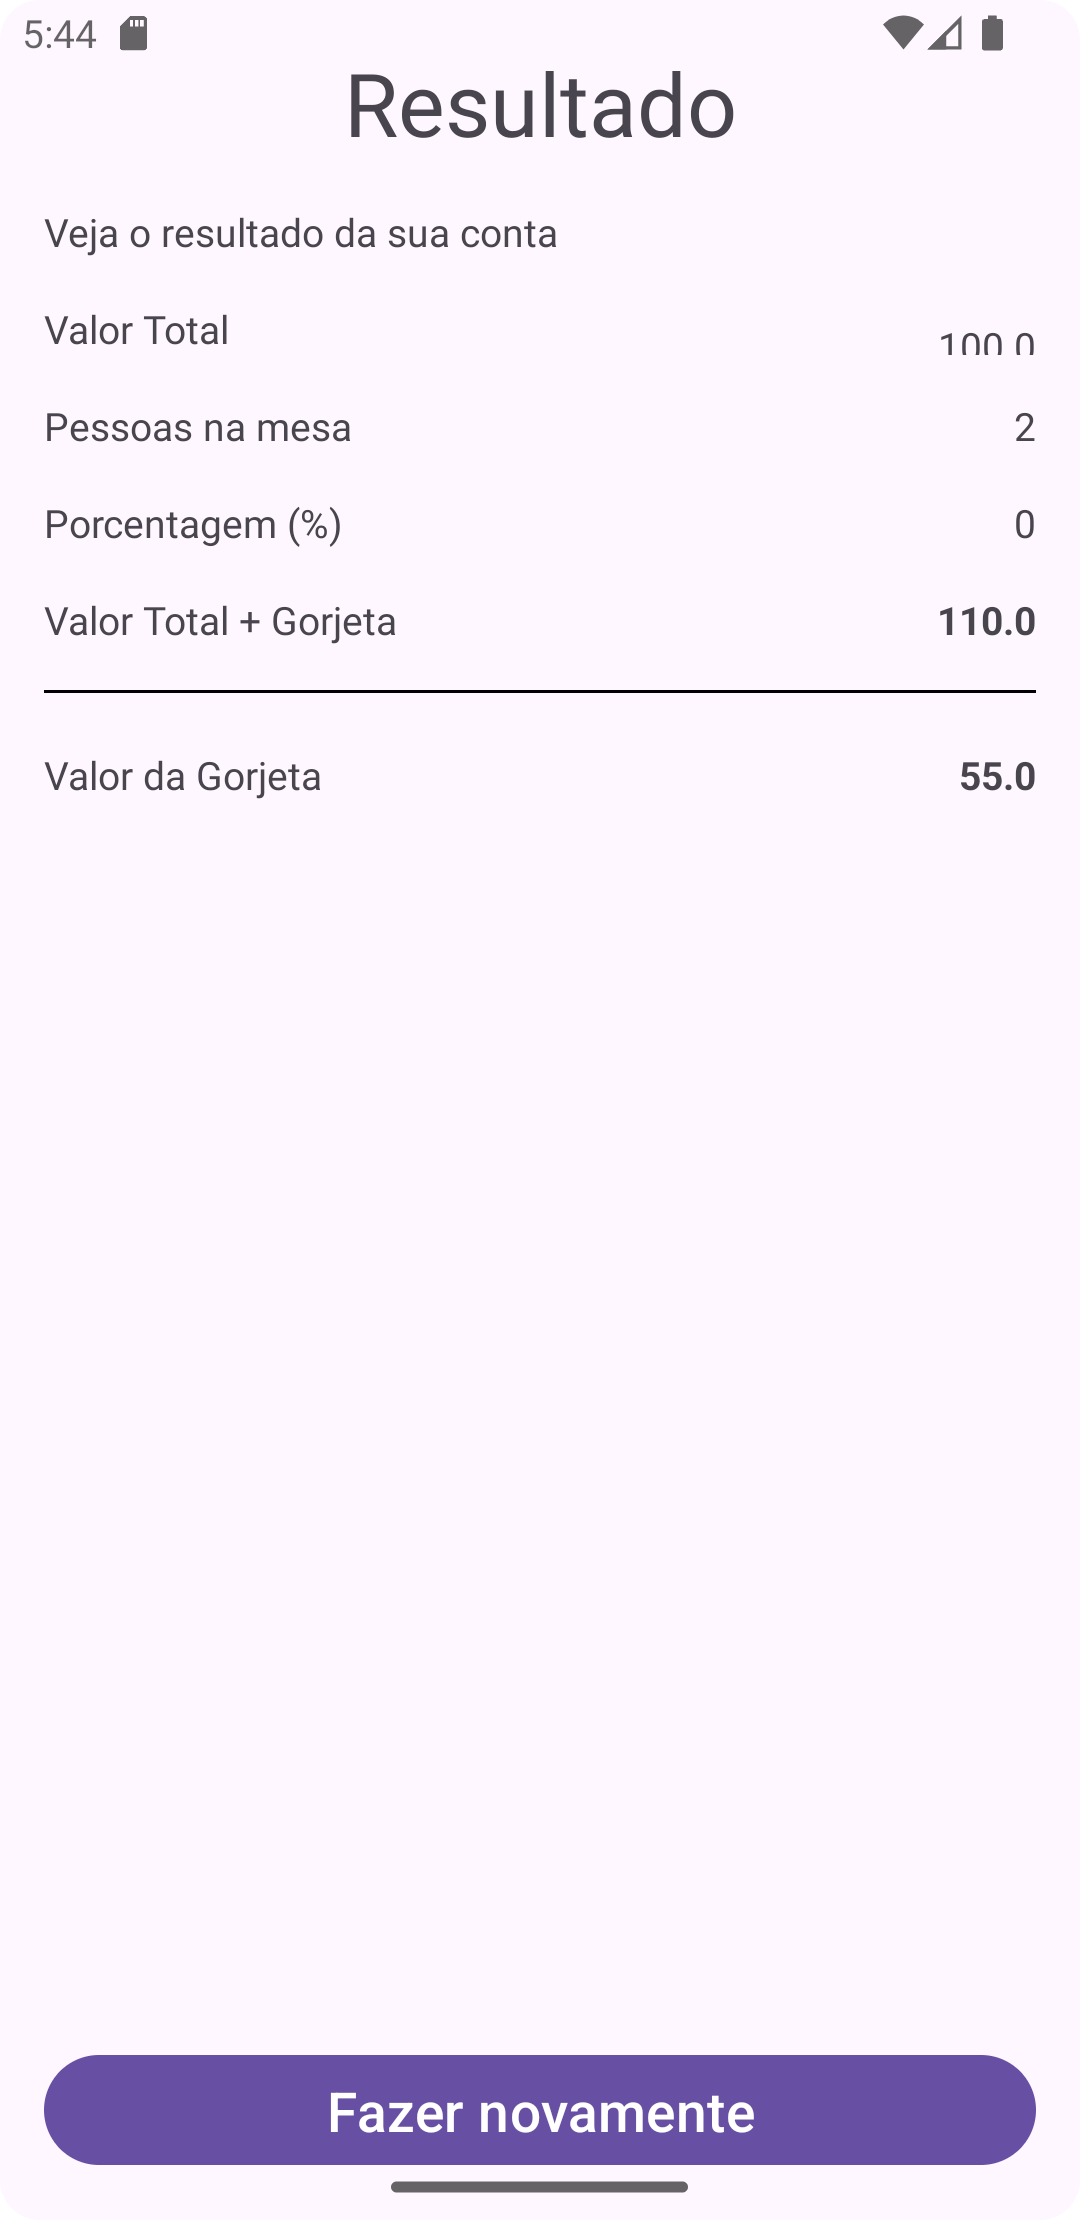 5:44
Resultado
Veja o resultado da sua conta
Valor Total 100.0
Pessoas na mesa 2
Porcentagem (%) 0
Valor Total + Gorjeta 110.0
Valor da Gorjeta 55.0
Fazer novamente